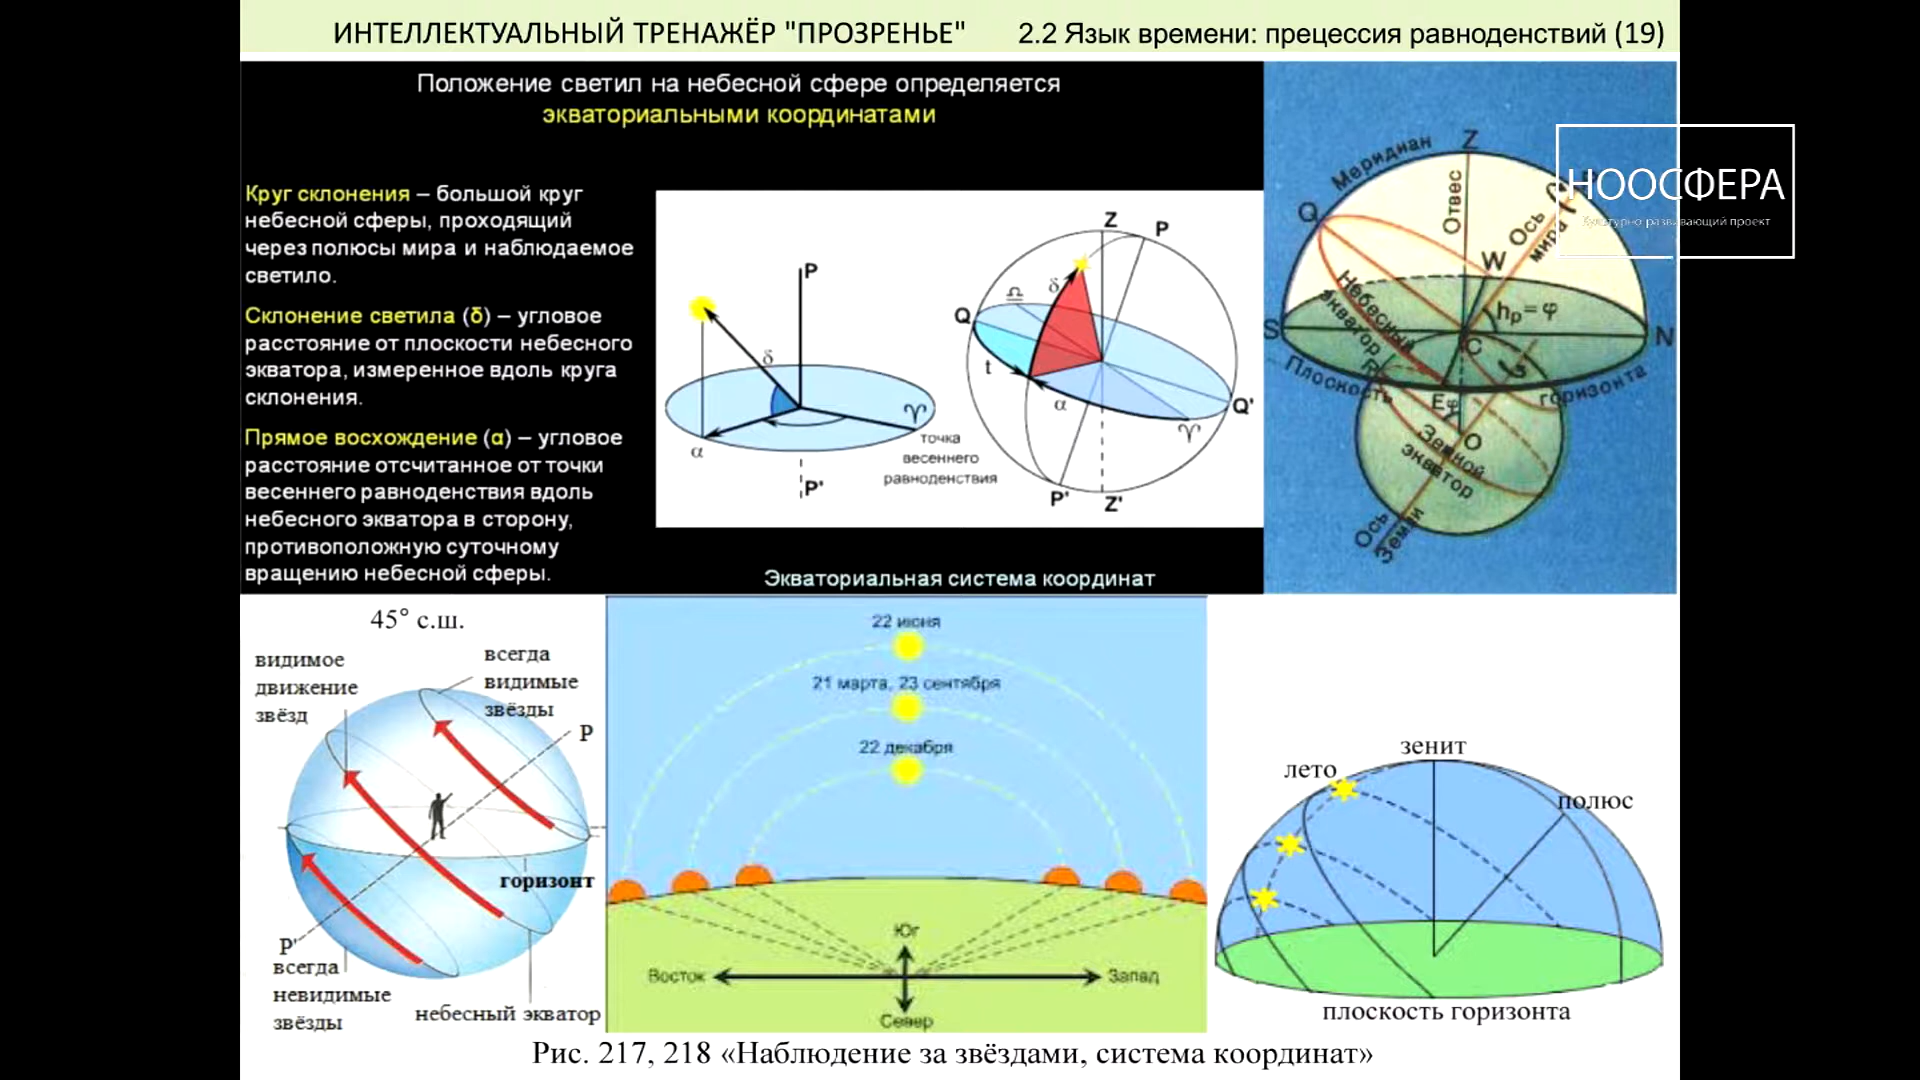 ИНТЕЛЛЕКТУАЛЬНЫЙ ТРЕНАЖЁР "ПРОЗРЕНЬЕ"
2.2 Язык времени: прецессия равноденствий (19)
Положение светил на небесной сфере определяется
экваториальными координатами
Круг склонения – большой круг
небесной сферы, проходящий
через полюсы мира и наблюдаемое
светило.
Склонение светила (δ) – угловое
расстояние от плоскости небесного
экватора, измеренное вдоль круга
склонения.
Прямое восхождение (α) – угловое
расстояние отсчитанное от точки
весеннего равноденствия вдоль
небесного экватора в сторону,
противоположную суточному
вращению небесной сферы.
P
δ
♈
α
точка
весеннего
равноденствия
P'
Z
P
♎
δ
Q
t
α
Q'
♈
P'
Z'
Экваториальная система координат
Меридиан
Z
Отвес
Q
Ось
мира
W
Небесный
экватор
hp=φ
S
N
C
Плоскость
горизонта
E
O
Земной
экватор
Ось
Земли
НООСФЕРА
Культурно-развивающий проект
45° с.ш.
видимое
движение
звёзд
всегда
видимые
звёзды
P
горизонт
P'
всегда
невидимые
звёзды
небесный экватор
22 июня
21 марта, 23 сентября
22 декабря
Юг
Восток
Запад
Север
зенит
лето
полюс
плоскость горизонта
Рис. 217, 218 «Наблюдение за звёздами, система координат»